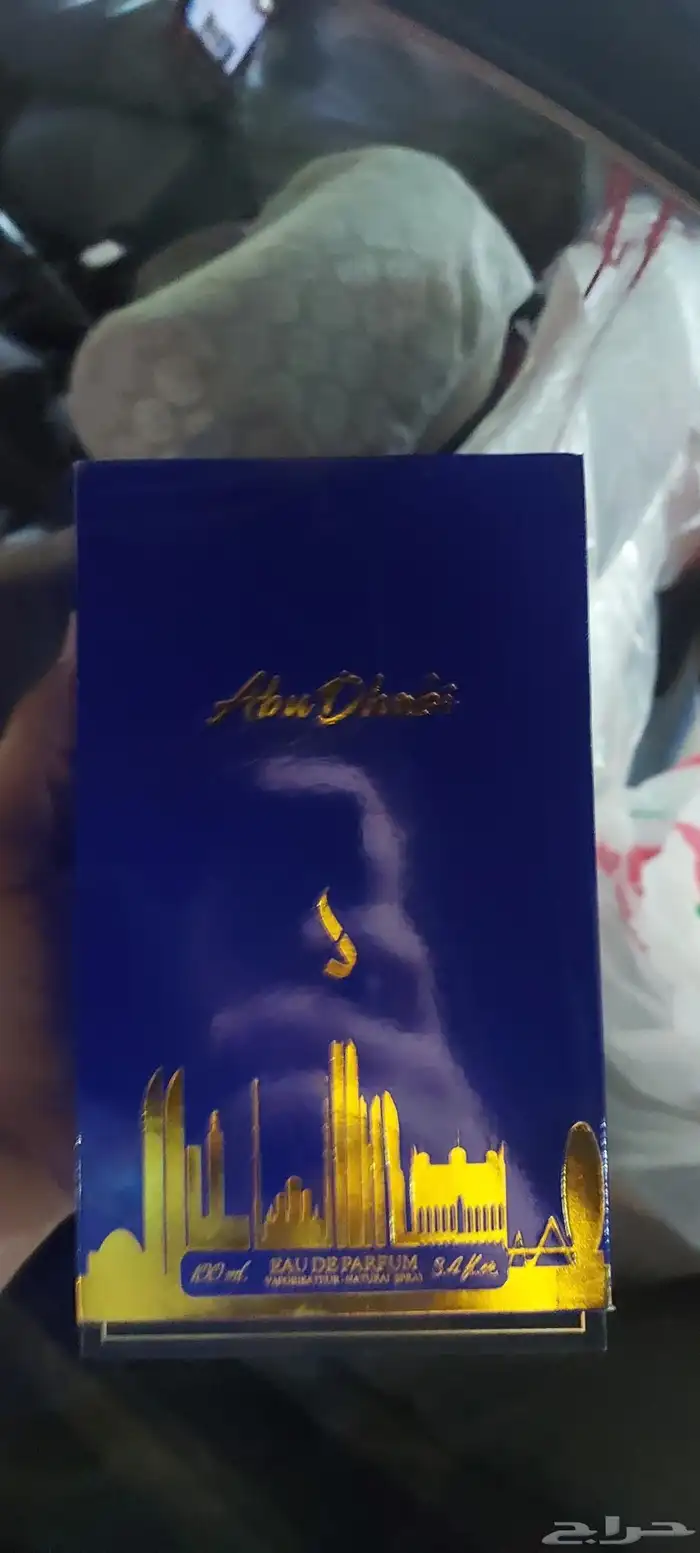 Abu Dhabi
د
100 ml. EAU DE PARFUM 3.4 fl.oz.
VAPORISATEUR - NATURAL SPRAY
حراج